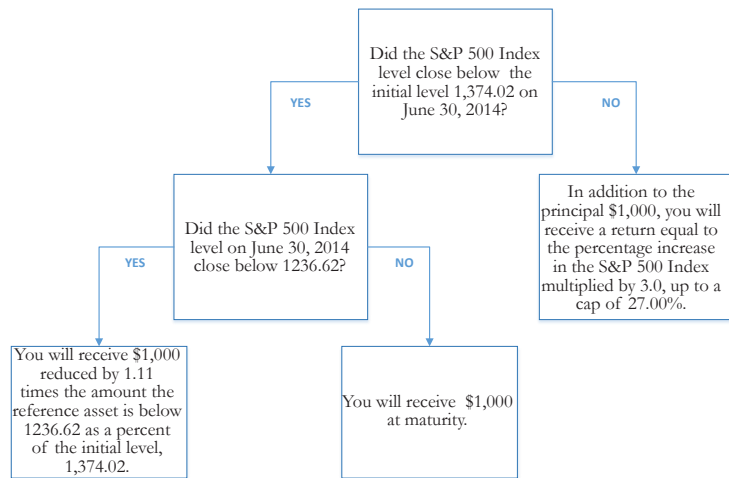 Did the S&P 500 Index
level close below the
initial level 1,374.02 on
June 30, 2014?
YES
NO
Did the S&P 500 Index
level on June 30, 2014
close below 1236.62?
In addition to the
principal $1,000, you will
receive a return equal to
the percentage increase
in the S&P 500 Index
multiplied by 3.0, up to a
cap of 27.00%.
YES
NO
You will receive $1,000
reduced by 1.11
times the amount the
reference asset is below
1236.62 as a percent
of the initial level,
1,374.02.
You will receive $1,000
at maturity.